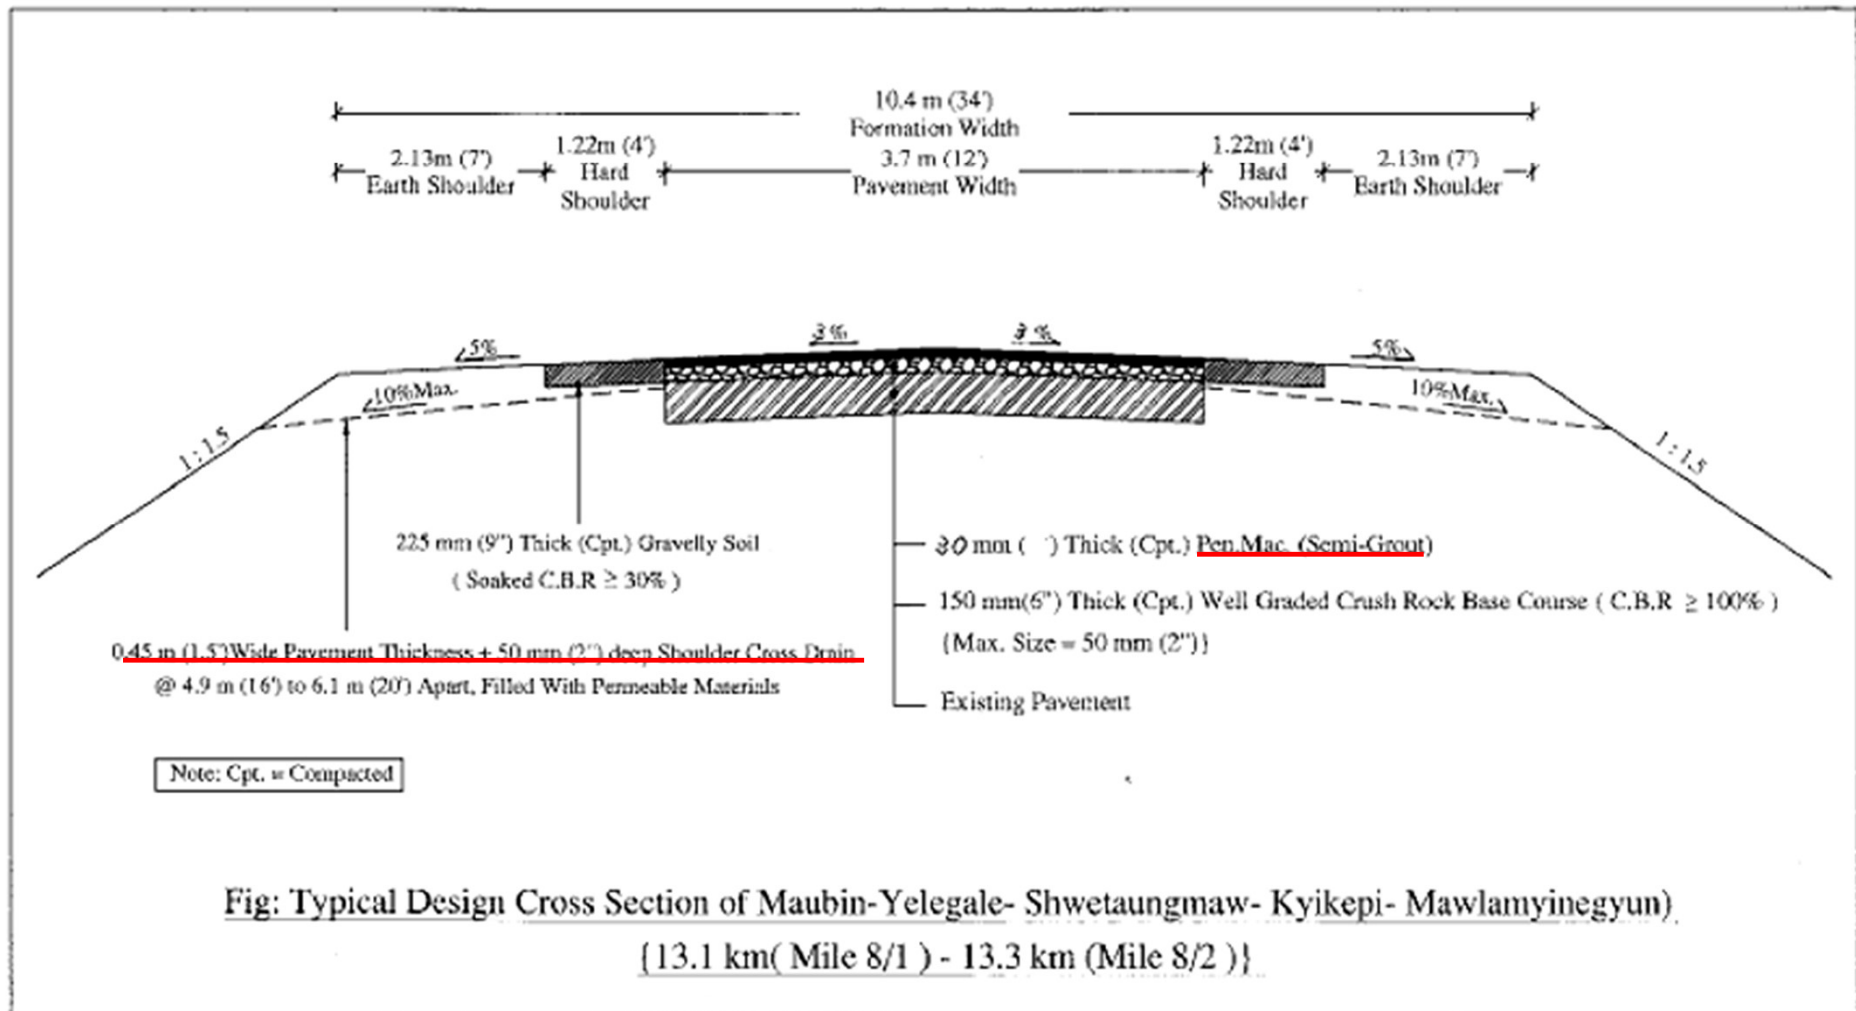 10.4 m (34')
Formation Width
2.13m (7')
Earth Shoulder
1.22m (4')
Hard
Shoulder
3.7 m (12')
Pavement Width
1.22m (4')
Hard
Shoulder
2.13m (7')
Earth Shoulder
3%
3%
5%
5%
10%Max.
10%Max.
1 : 1.5
1 : 1.5
225 mm (9") Thick (Cpt.) Gravelly Soil
( Soaked C.B.R ≥ 30% )
0.45 m (1.5')Wide Pavement Thickness + 50 mm (2") deep Shoulder Cross Drain
@ 4.9 m (16') to 6.1 m (20') Apart, Filled With Permeable Materials
30 mm ( ) Thick (Cpt.) Pen.Mac. (Semi-Grout)
150 mm(6") Thick (Cpt.) Well Graded Crush Rock Base Course ( C.B.R ≥ 100% )
{Max. Size = 50 mm (2")}
Existing Pavement
Note: Cpt. = Compacted
Fig: Typical Design Cross Section of Maubin-Yelegale- Shwetaungmaw- Kyikepi- Mawlamyinegyun)
{13.1 km( Mile 8/1 ) - 13.3 km (Mile 8/2 )}